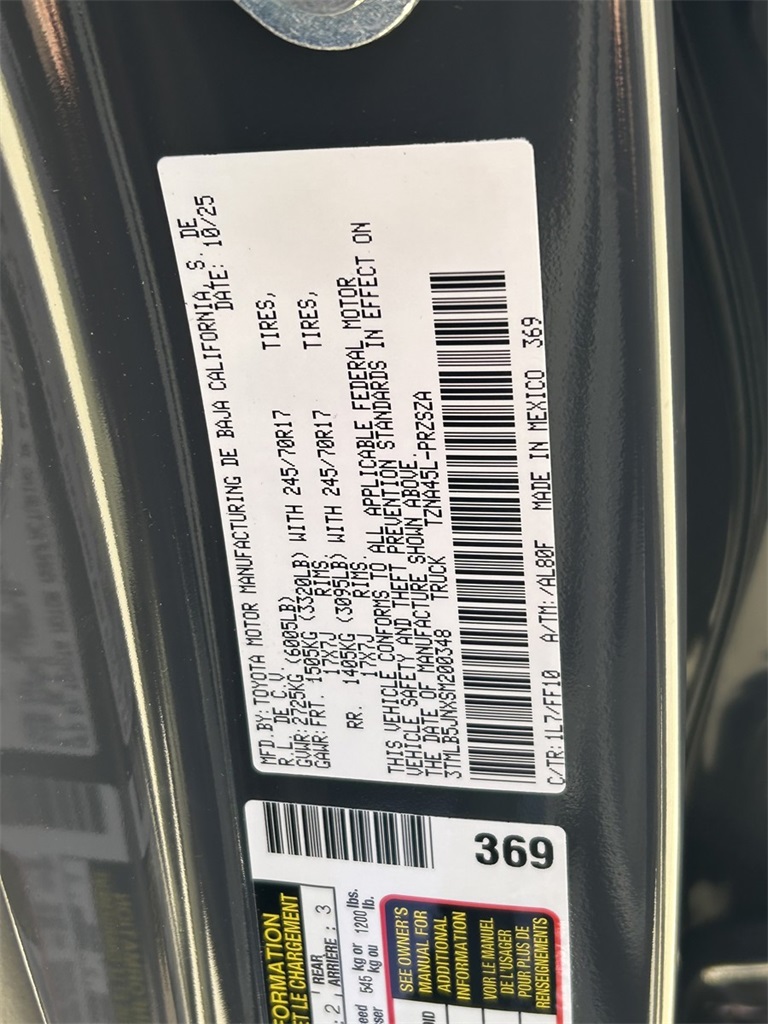 MFD.BY: TOYOTA MOTOR MANUFACTURING DE BAJA CALIFORNIA, S. DE
R.L. DE C.V. DATE: 10/25
GVWR: 2725KG (6005LB)
GAWR: FRT. 1505KG (3320LB) WITH 245/70R17 TIRES,
17X7J RIMS
RR. 1405KG (3095LB) WITH 245/70R17 TIRES,
17X7J RIMS.
THIS VEHICLE CONFORMS TO ALL APPLICABLE FEDERAL MOTOR
VEHICLE SAFETY AND THEFT PREVENTION STANDARDS IN EFFECT ON
THE DATE OF MANUFACTURE SHOWN ABOVE.
3TMLB5JNXSM200348 TRUCK TZNA45L-PRZSZA
C/TR: 1L7/FF10 A/TM: /AL80F MADE IN MEXICO 369
369
ET LE CHARGEMENT
: 2 REAR
ARRIÈRE : 3
545 kg or 1200 lbs.
kg ou lb.
SEE OWNER'S
MANUAL FOR
ADDITIONAL
INFORMATION
VOIR LE MANUEL
DE L'USAGER
POUR PLUS DE
RENSEIGNEMENTS